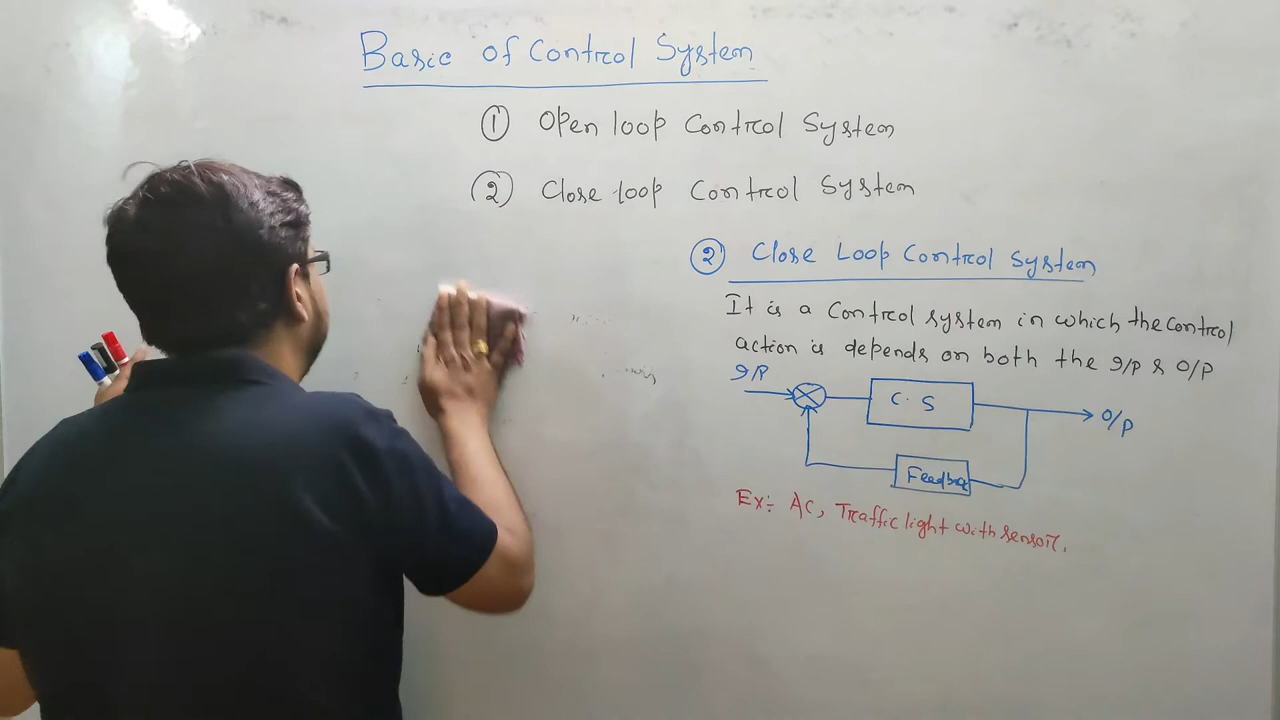 Basic of Control System
① Open loop Control System
② Close loop Control System
② Close Loop Control System
It is a Control system in which the control
action is depends on both the I/P & O/P
I/P
C. S
O/P
Feedback
Ex:- AC, Traffic light with sensor.